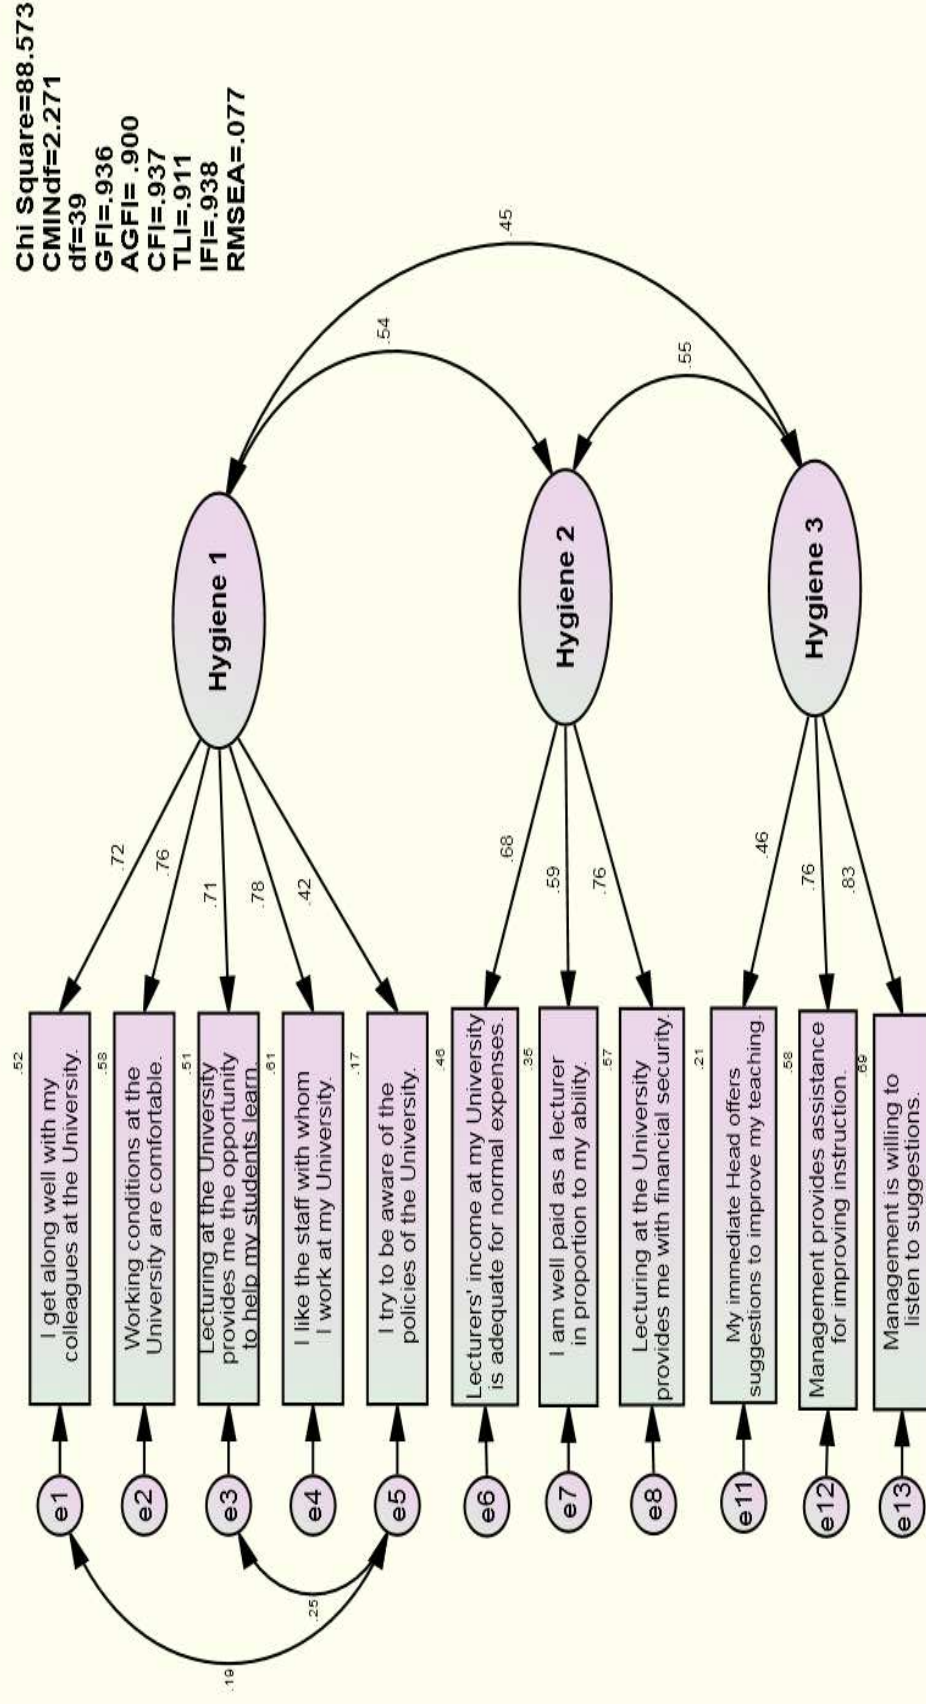 Chi Square=88.573
CMINdf=2.271
df=39
GFI=.936
AGFI= .900
CFI=.937
TLI=.911
IFI=.938
RMSEA=.077
e1
.52
I get along well with my
colleagues at the University.
.72
e2
.58
Working conditions at the
University are comfortable.
.76
e3
.51
Lecturing at the University
provides me the opportunity
to help my students learn.
.71
e4
.61
I like the staff with whom
I work at my University.
.78
e5
.17
I try to be aware of the
policies of the University.
.42
.19
.25
Hygiene 1
e6
.46
Lecturers' income at my University
is adequate for normal expenses.
.68
e7
.35
I am well paid as a lecturer
in proportion to my ability.
.59
e8
.57
Lecturing at the University
provides me with financial security.
.76
Hygiene 2
e11
.21
My immediate Head offers
suggestions to improve my teaching.
.46
e12
.58
Management provides assistance
for improving instruction.
.76
e13
.69
Management is willing to
listen to suggestions.
.83
Hygiene 3
.54
.45
.55